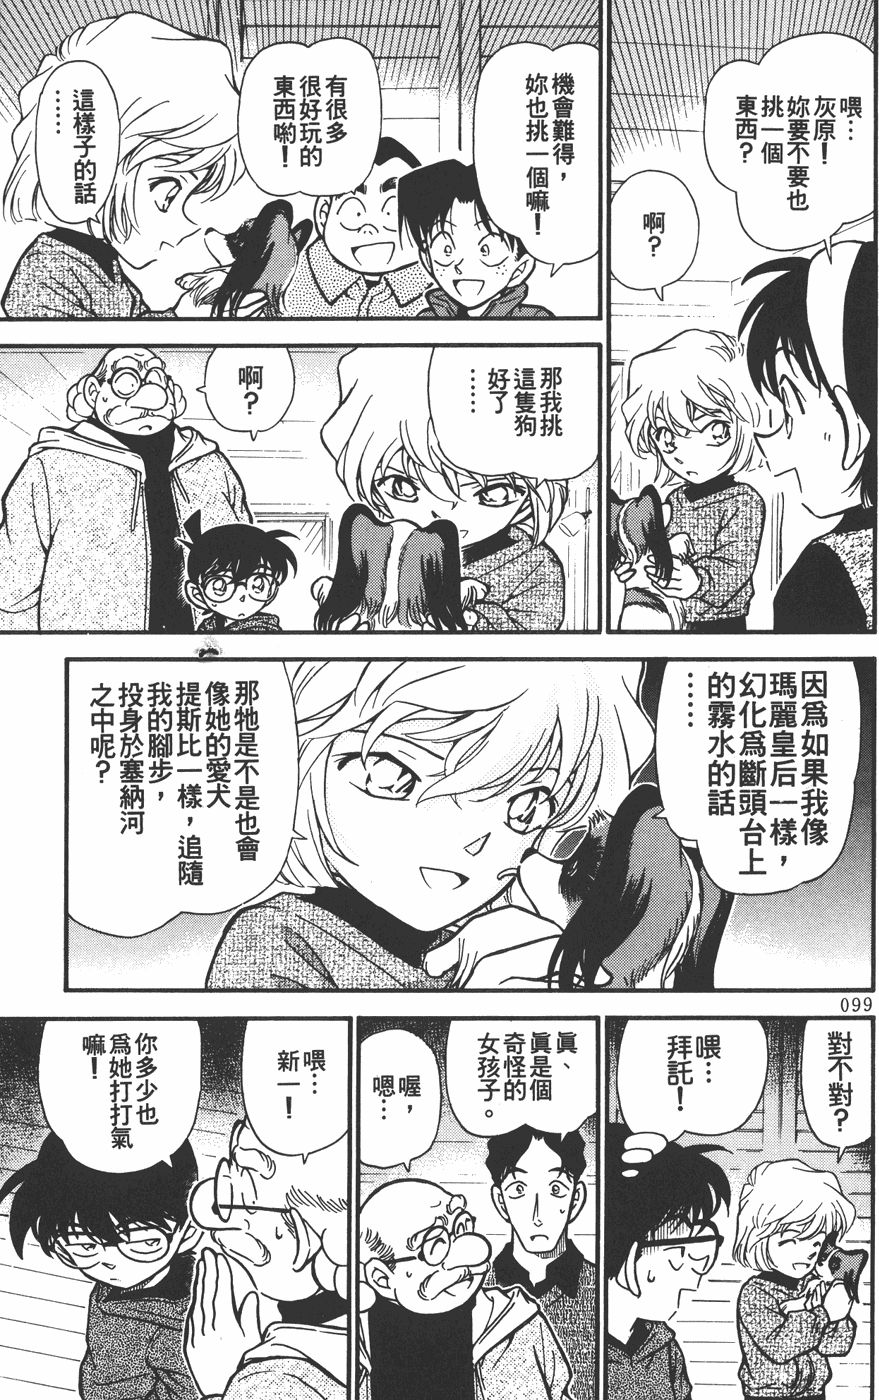 喂…
灰原！
妳要不要也
挑一個
東西？
啊？
機會難得，
妳也挑一個嘛！
有很多
很好玩的
東西喲！
這樣子的話
……
那我挑
這隻狗
好了
……
啊？
因為如果我像
瑪麗皇后一樣，
幻化為斷頭台上
的霧水的話
……
那牠是不是也會
像她的愛犬
提斯比一樣，追隨
我的腳步，
投身於塞納河
之中呢？
099
對不對？
喂…
拜託！
眞、
眞是個
奇怪的
女孩子。
喔，
嗯…
喂…
新一！
你多少也
為她打打氣
嘛！